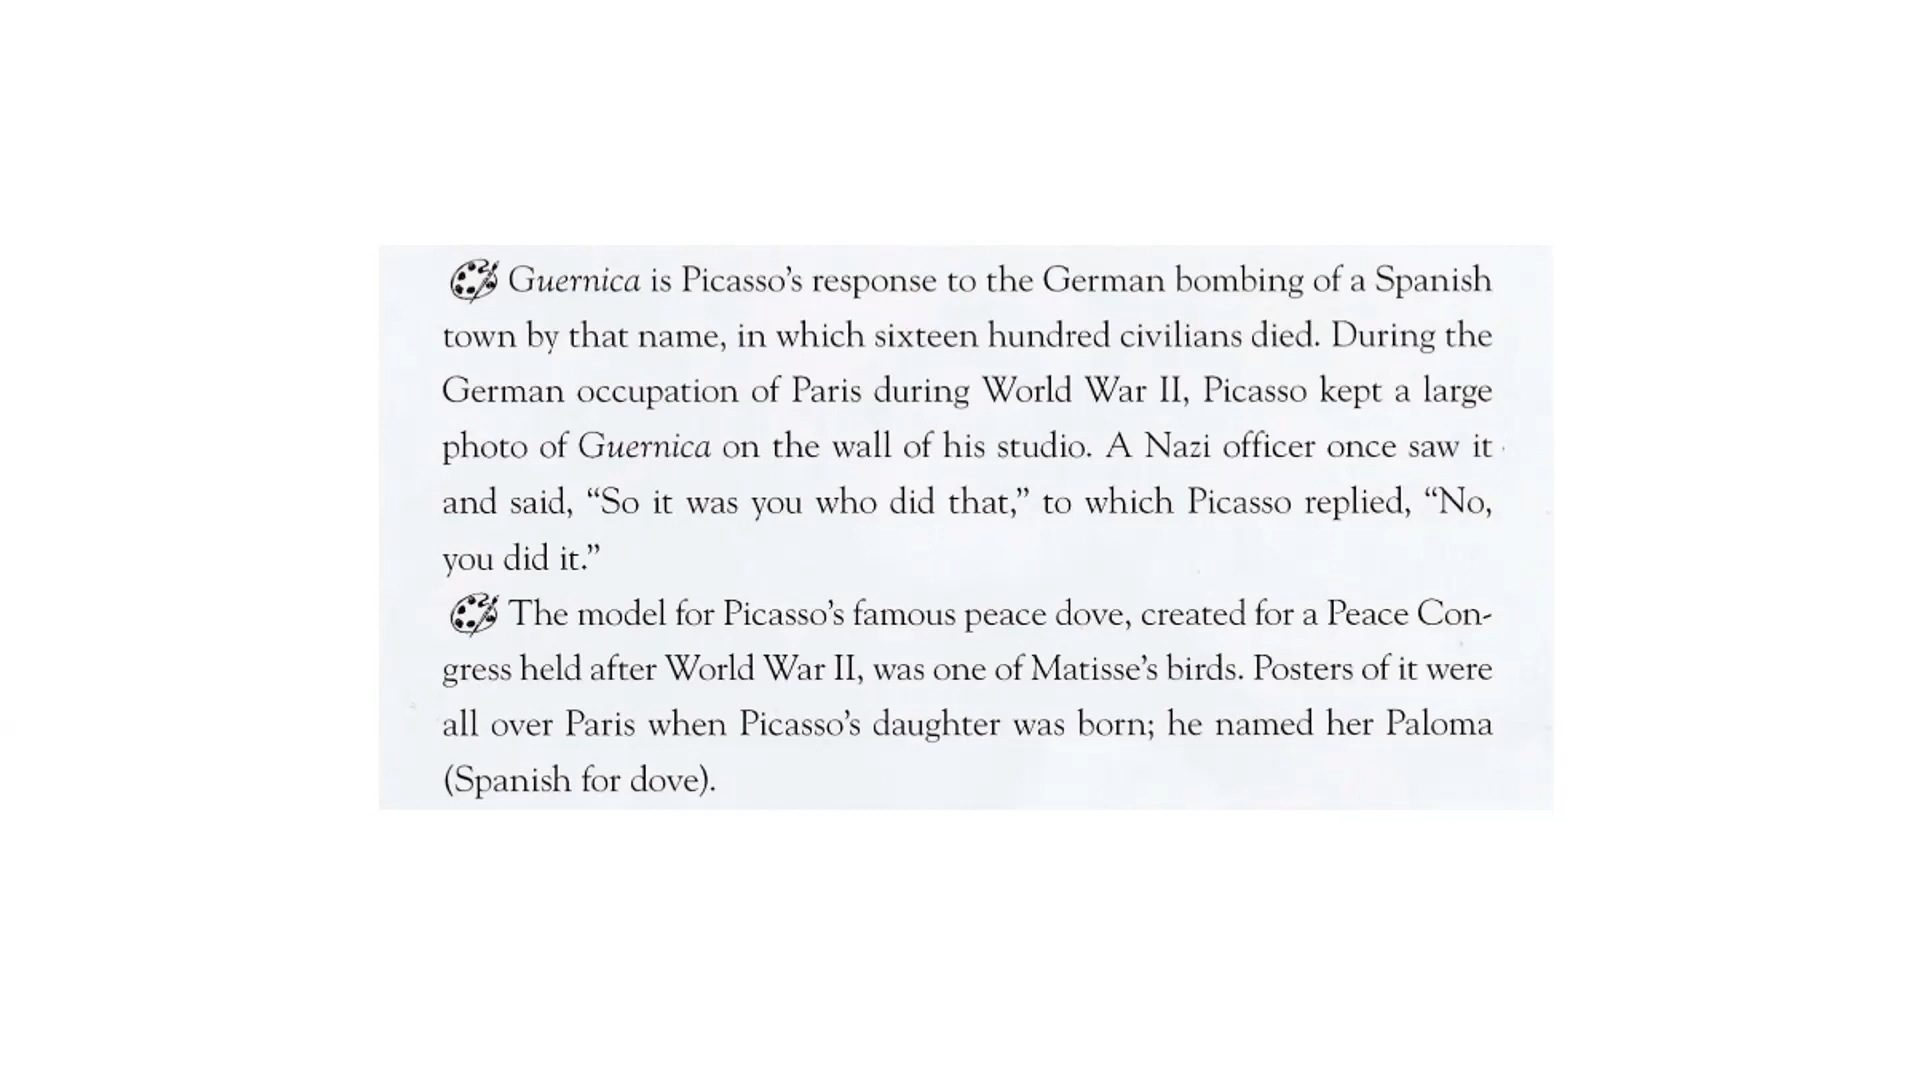 Guernica is Picasso’s response to the German bombing of a Spanish
town by that name, in which sixteen hundred civilians died. During the
German occupation of Paris during World War II, Picasso kept a large
photo of Guernica on the wall of his studio. A Nazi officer once saw it
and said, “So it was you who did that,” to which Picasso replied, “No,
you did it.”
The model for Picasso’s famous peace dove, created for a Peace Con-
gress held after World War II, was one of Matisse’s birds. Posters of it were
all over Paris when Picasso’s daughter was born; he named her Paloma
(Spanish for dove).